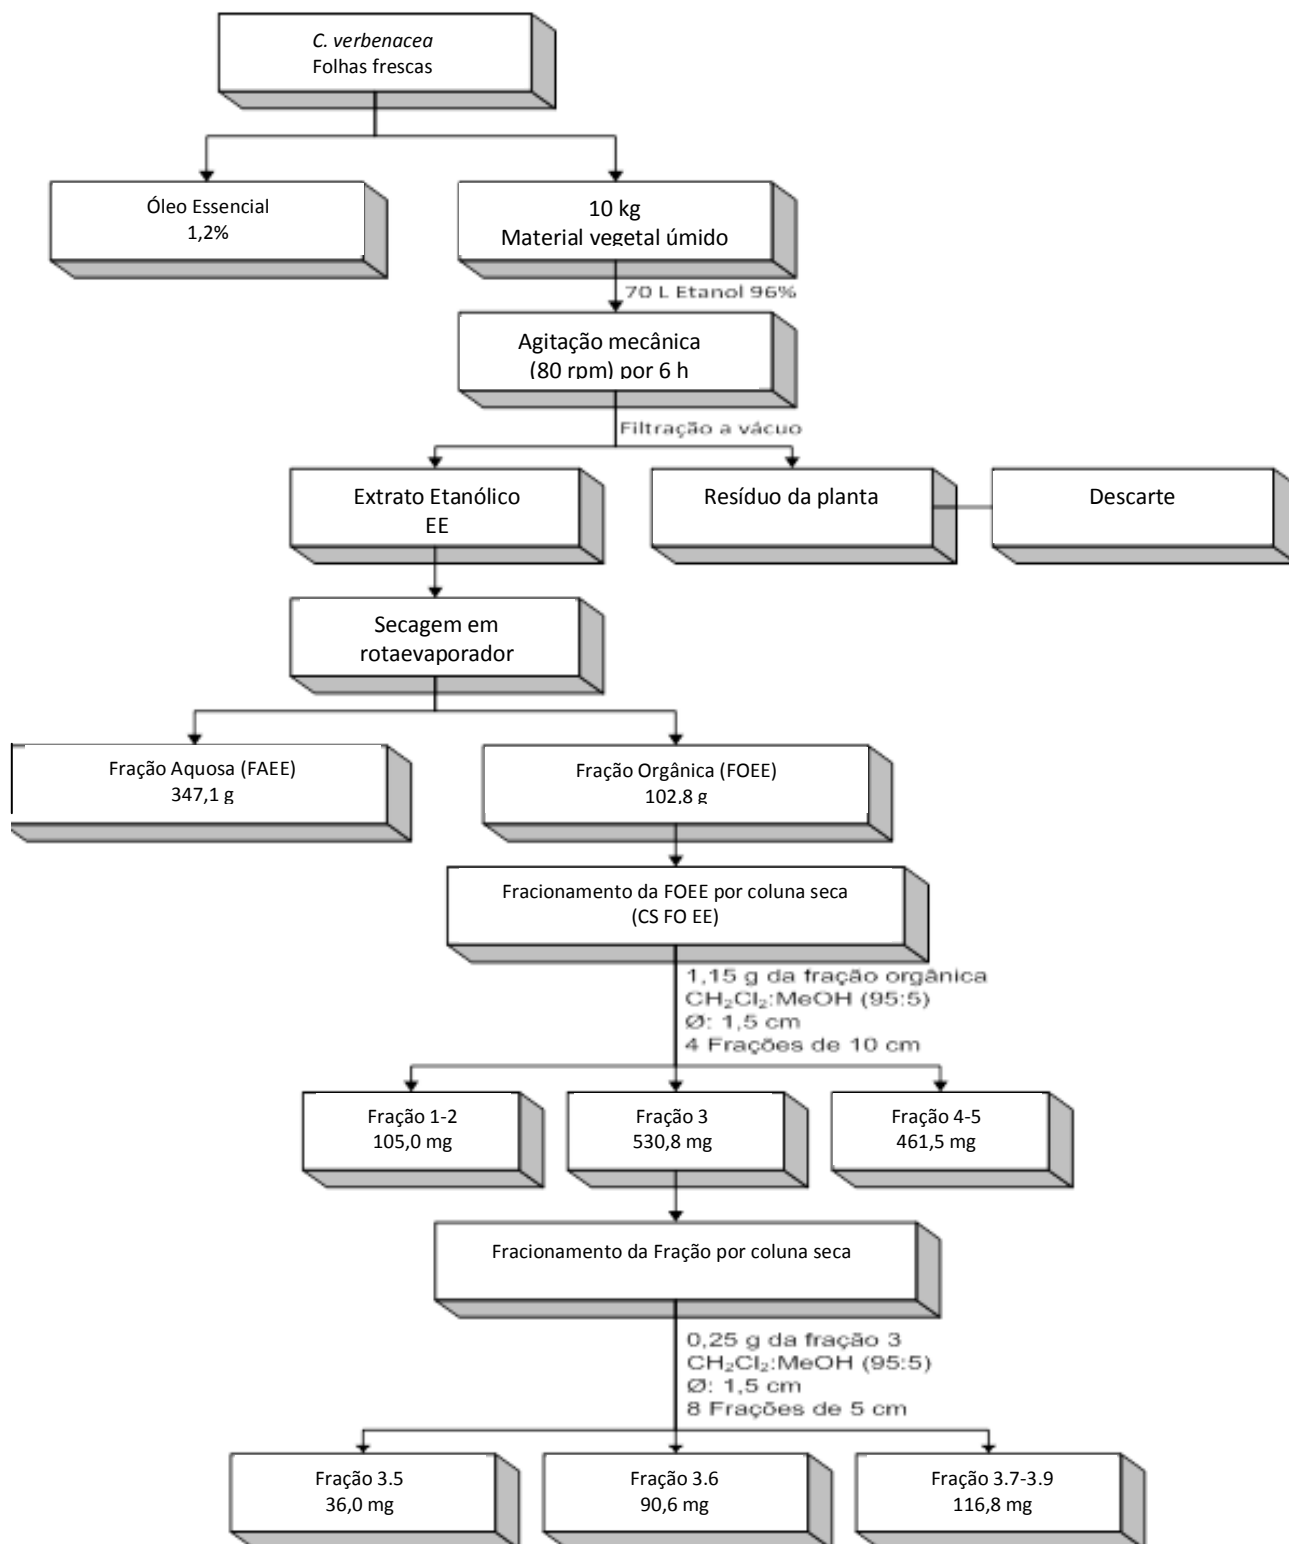 C. verbenacea
Folhas frescas
Óleo Essencial
1,2%
10 kg
Material vegetal úmido
70 L Etanol 96%
Agitação mecânica
(80 rpm) por 6 h
Filtração a vácuo
Extrato Etanólico
EE
Resíduo da planta
Descarte
Secagem em
rotaevaporador
Fração Aquosa (FAEE)
347,1 g
Fração Orgânica (FOEE)
102,8 g
Fracionamento da FOEE por coluna seca
(CS FO EE)
1,15 g da fração orgânica
CH₂Cl₂:MeOH (95:5)
Ø: 1,5 cm
4 Frações de 10 cm
Fração 1-2
105,0 mg
Fração 3
530,8 mg
Fração 4-5
461,5 mg
Fracionamento da Fração por coluna seca
0,25 g da fração 3
CH₂Cl₂:MeOH (95:5)
Ø: 1,5 cm
8 Frações de 5 cm
Fração 3.5
36,0 mg
Fração 3.6
90,6 mg
Fração 3.7-3.9
116,8 mg